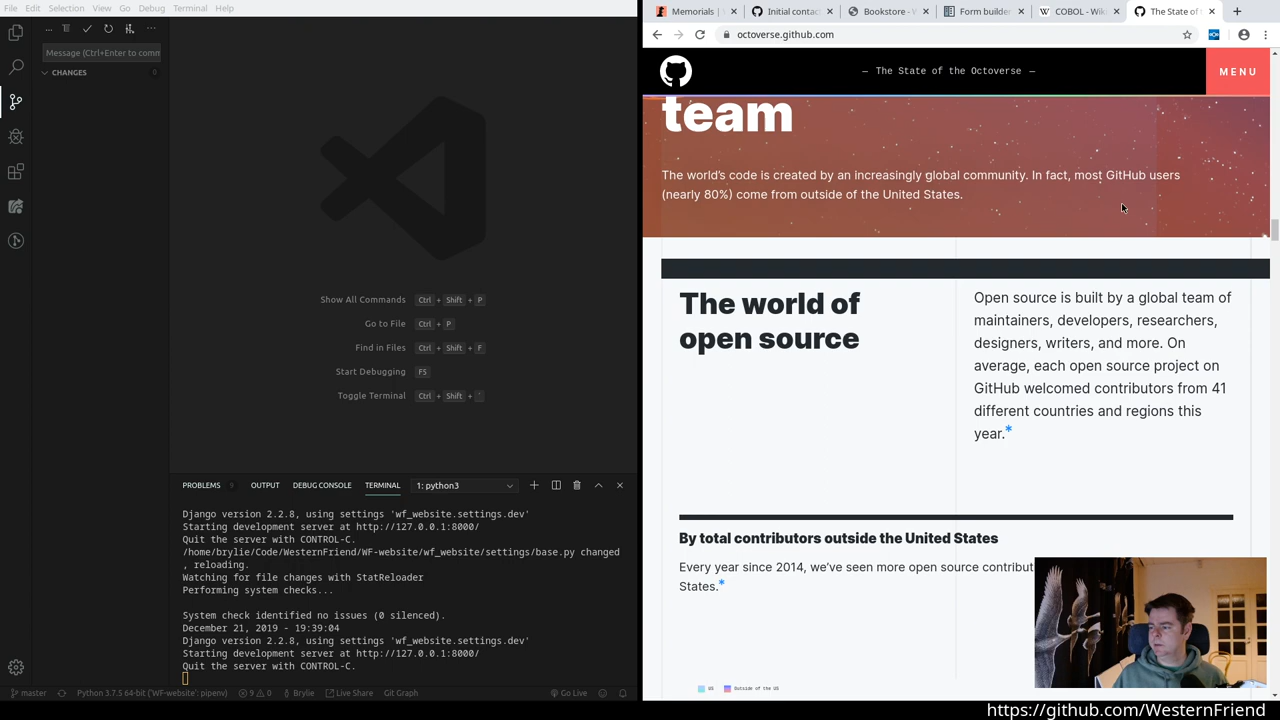 File Edit Selection View Go Debug Terminal Help
Message (Ctrl+Enter to comm
CHANGES 0
Show All Commands Ctrl + Shift + P
Go to File Ctrl + P
Find in Files Ctrl + Shift + F
Start Debugging F5
Toggle Terminal Ctrl + Shift + `
PROBLEMS 9 OUTPUT DEBUG CONSOLE TERMINAL 1: python3
Django version 2.2.8, using settings 'wf_website.settings.dev'
Starting development server at http://127.0.0.1:8000/
Quit the server with CONTROL-C.
/home/brylie/Code/WesternFriend/WF-website/wf_website/settings/base.py changed
, reloading.
Watching for file changes with StatReloader
Performing system checks...
System check identified no issues (0 silenced).
December 21, 2019 - 19:39:04
Django version 2.2.8, using settings 'wf_website.settings.dev'
Starting development server at http://127.0.0.1:8000/
Quit the server with CONTROL-C.
master Python 3.7.5 64-bit ('WF-website': pipenv) 9 0 Brylie Live Share Git Graph Go Live
Memorials | Initial contac Bookstore - W Form builder COBOL - Wiki The State of t
octoverse.github.com
— The State of the Octoverse —
MENU
team
The world’s code is created by an increasingly global community. In fact, most GitHub users
(nearly 80%) come from outside of the United States.
The world of
open source
Open source is built by a global team of
maintainers, developers, researchers,
designers, writers, and more. On
average, each open source project on
GitHub welcomed contributors from 41
different countries and regions this
year.*
By total contributors outside the United States
Every year since 2014, we’ve seen more open source contribut
States.*
US Outside of the US
https://github.com/WesternFriend